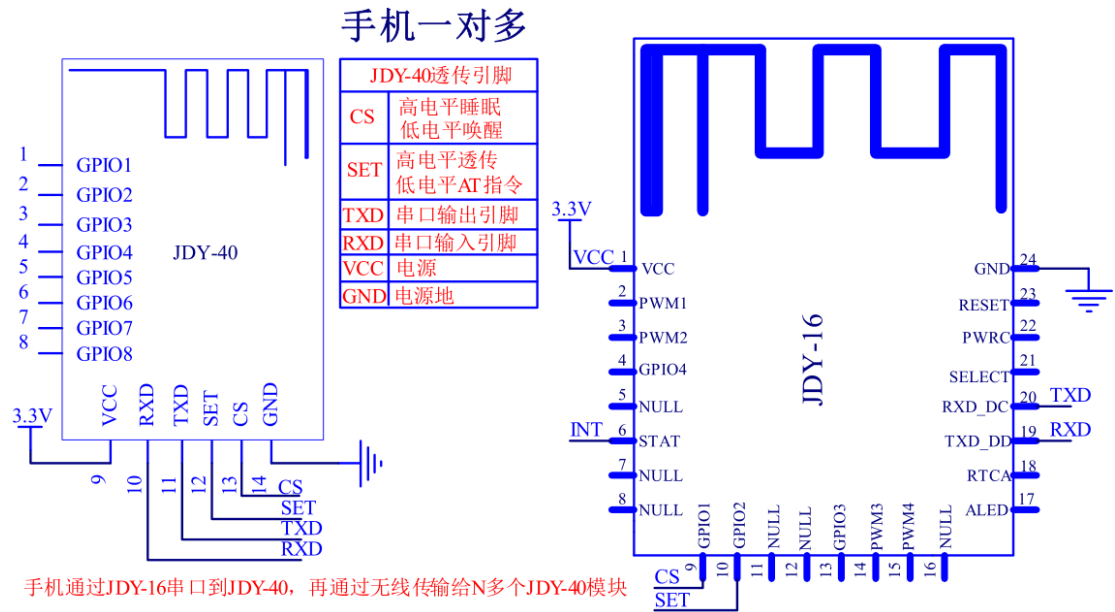 手机一对多
JDY-40透传引脚
CS 高电平睡眠
低电平唤醒
SET 高电平透传
低电平AT指令
TXD 串口输出引脚
RXD 串口输入引脚
VCC 电源
GND 电源地
1 GPIO1
2 GPIO2
3 GPIO3
4 GPIO4
5 GPIO5
6 GPIO6
7 GPIO7
8 GPIO8
JDY-40
VCC RXD TXD SET CS GND
3.3V
9 10 11 12 13 14
CS
SET
TXD
RXD
3.3V
VCC 1 VCC
2 PWM1
3 PWM2
4 GPIO4
5 NULL
INT 6 STAT
7 NULL
8 NULL
JDY-16
GND 24
RESET 23
PWRC 22
SELECT 21
RXD_DC 20 TXD
TXD_DD 19 RXD
RTCA 18
ALED 17
GPIO1 GPIO2 NULL NULL GPIO3 PWM3 PWM4 NULL
9 10 11 12 13 14 15 16
CS
SET
手机通过JDY-16串口到JDY-40，再通过无线传输给N多个JDY-40模块